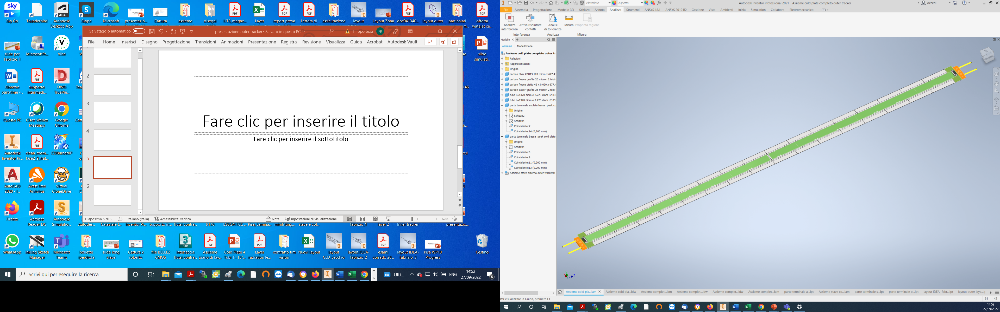 Sky Go
Thunderbird
Autodesk
Desktop App
Skype
Microsoft
presentazio...
Cattura
assieme
disegni
HTS_magne...
Layer
report prova
Lettera di
assicurazione
layout
Layout Zona
doc041340...
layout outer
particolari
offerta
watajet ce...
Salvataggio automatico
presentazione outer tracker • Salvato in questo PC
filippo bosi
FB
File
Home
Inserisci
Disegno
Progettazione
Transizioni
Animazioni
Presentazione
Registra
Revisione
Visualizza
Guida
Acrobat
Autodesk Vault
slide per
Fabrizio 1
MicrosoftPr...
Vibe
slide
simulati...
Rinnovo
part-time -...
supporto
intermedi...
DWG
TrueVie...
Questo PC
Cisco Webex
Meetings
Google
Chrome
Autodesk
Inventor Pr...
clean_room...
fase2_9_trat...
CDBurnerXP
AutoCAD
2020 - I...
Avast Free
Antivirus
Virtual
CloneDrive
Firefox
Acrobat
Reader DC
Autodesk
Simulatio...
1
2
3
4
5
6
Fare clic per inserire il titolo
Fare clic per inserire il sottotitolo
Diapositiva 5 di 6
Italiano (Italia)
Accessibilità: verifica
Note
Impostazioni di visualizzazione
69%
Autodes...
Catastale t...
Inventor Pr...
supporto in...
flussi contra...
9176
LOSON FCC ...
Pisa, Lamina...
minifitting...
stave e col...
fabrizio_1
layer 2
Inner tracker
presentazio...
WhatsApp
Inkling Sketch
Manager
Microsoft
Teams
bollette
iperdrola
slide long
stave
Cattura x
roberto
file BELLE2
CMOS
Interfaccia
flussi contra...
Assieme
piano di lav...
Cold Plate 4
Tubi T=15°...
Layer
radiation le...
contratto tim
vision
Nuovi layout
layout
CLD_vecchio
layout IDEA-
fabrizio_2
esami
corrado 20...
layout IDEA-
fabrizio_3
Pisa WP10
Progress
Cestino
Scrivi qui per eseguire la ricerca
Ulti...
ENG
14:52
27/09/2022
4
Materiale
Aspetto
Autodesk Inventor Professional 2021
Assieme cold plate completo outer tracker
Accedi
File
Assembla
Progettazione
Modello 3D
Schizzo
Annota
Analizza
Strumenti
ANSYS 18.1
ANSYS 2019 R2
Gestione
Vista
Ambienti
Inizia
Simulation
Collabora
Elettromeccanico
Analizza
interferenza
Attiva risolutore
contatti
Analisi
di tolleranza
Misura
Proprietà regione
Interferenza
Analizza
Misura
Modello
Assieme
Modellazione
Assieme cold plate completo outer tr
Relazioni
Rappresentazioni
Origine
carbon fiber KDU13 120 micro x 677.4
carbon fleece grafite 20 micron 2 tubi
carbon fleece piatto 42 x 0.020 x 677.4
carbon paper-grafite 25 micron 2 tubi
tubo L=1370 diam e 2.223 diam i 2.03
tubo L=1370 diam e 2.223 diam i 2.03
parte terminale asolata bassa peek co
Origine
Schizzo2
Schizzo4
Coincidente:7
Coincidente:14 (0,200 mm)
parte terminale bassa peek cold plate
Origine
Schizzo4
Coincidente:8
Coincidente:9
Coincidente:11 (0,200 mm)
Coincidente:13 (0,200 mm)
Assieme stave esterno outer tracker:1
Assieme cold pla...iam
Assieme cold pla...idw
Assieme complet...iam
Assieme complet...idw
Assieme complet...idw
Assieme complet...iam
parte terminale a...ipt
Assieme stave co...iam
parte terminale s...ipt
parte terminale o...ipt
layout IDEA- fabr...ipt
layout outer laye...ip
Per visualizzare la Guida, premere F1
61
42
14:52
27/09/2022